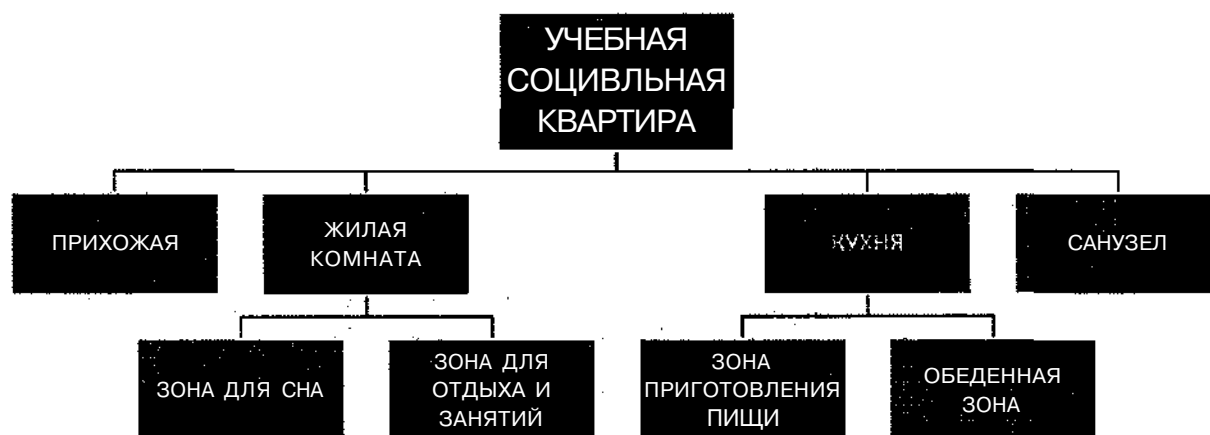 УЧЕБНАЯ
СОЦИВЛЬНАЯ
КВАРТИРА
ПРИХОЖАЯ
ЖИЛАЯ
КОМНАТА
КУХНЯ
САНУЗЕЛ
ЗОНА ДЛЯ СНА
ЗОНА ДЛЯ
ОТДЫХА И
ЗАНЯТИЙ
ЗОНА
ПРИГОТОВЛЕНИЯ
ПИЩИ
ОБЕДЕННАЯ
ЗОНА